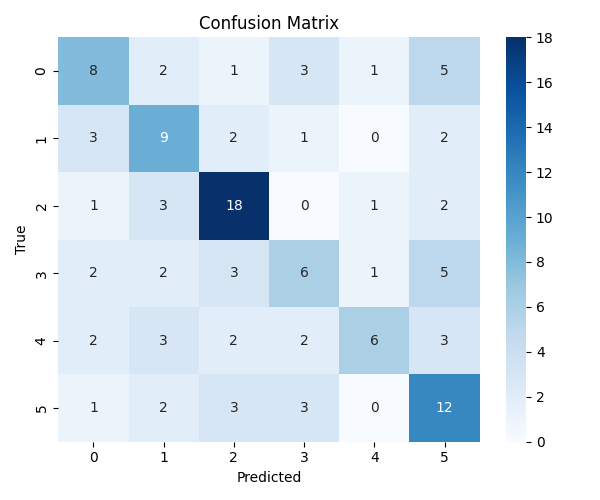 Confusion Matrix
0 8 2 1 3 1 5
1 3 9 2 1 0 2
2 1 3 18 0 1 2
3 2 2 3 6 1 5
4 2 3 2 2 6 3
5 1 2 3 3 0 12
0 1 2 3 4 5
Predicted
True
18
16
14
12
10
8
6
4
2
0